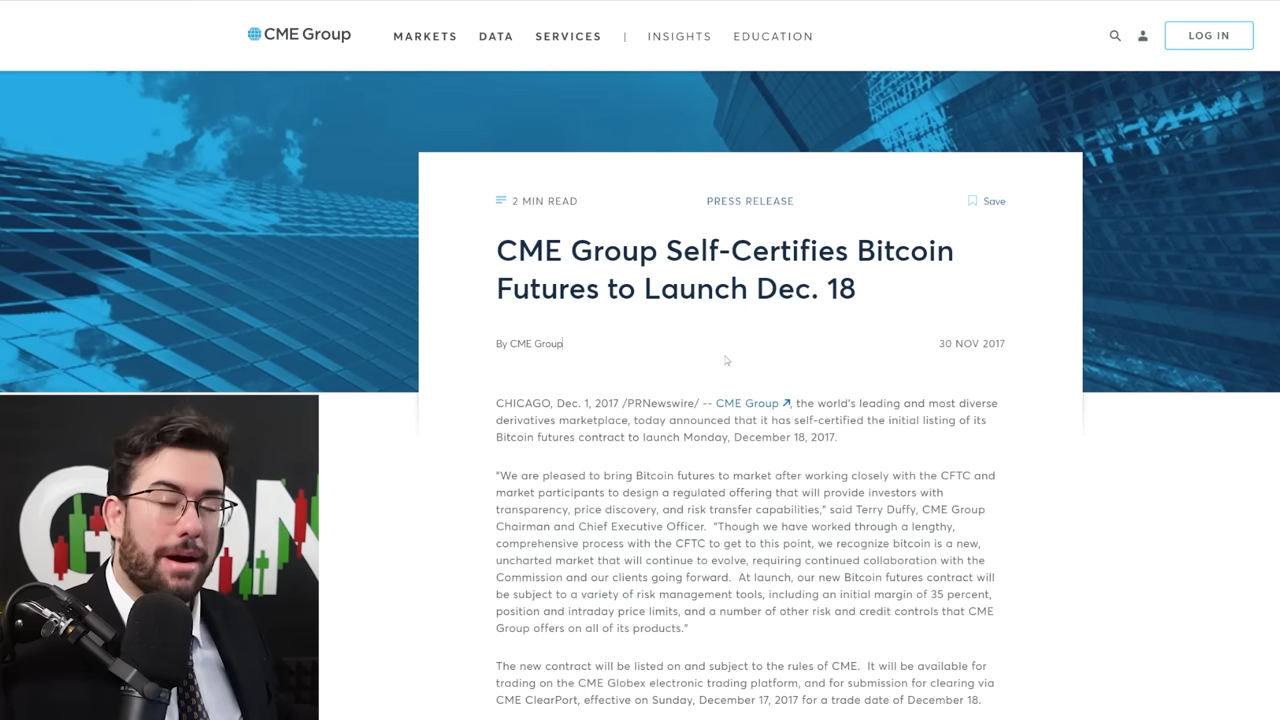 CME Group
MARKETS DATA SERVICES | INSIGHTS EDUCATION
LOG IN
2 MIN READ
PRESS RELEASE
Save
CME Group Self-Certifies Bitcoin
Futures to Launch Dec. 18
By CME Group
30 NOV 2017
CHICAGO, Dec. 1, 2017 /PRNewswire/ -- CME Group, the world's leading and most diverse
derivatives marketplace, today announced that it has self-certified the initial listing of its
Bitcoin futures contract to launch Monday, December 18, 2017.
"We are pleased to bring Bitcoin futures to market after working closely with the CFTC and
market participants to design a regulated offering that will provide investors with
transparency, price discovery, and risk transfer capabilities," said Terry Duffy, CME Group
Chairman and Chief Executive Officer. "Though we have worked through a lengthy,
comprehensive process with the CFTC to get to this point, we recognize bitcoin is a new,
uncharted market that will continue to evolve, requiring continued collaboration with the
Commission and our clients going forward. At launch, our new Bitcoin futures contract will
be subject to a variety of risk management tools, including an initial margin of 35 percent,
position and intraday price limits, and a number of other risk and credit controls that CME
Group offers on all of its products."
The new contract will be listed on and subject to the rules of CME. It will be available for
trading on the CME Globex electronic trading platform, and for submission for clearing via
CME ClearPort, effective on Sunday, December 17, 2017 for a trade date of December 18.